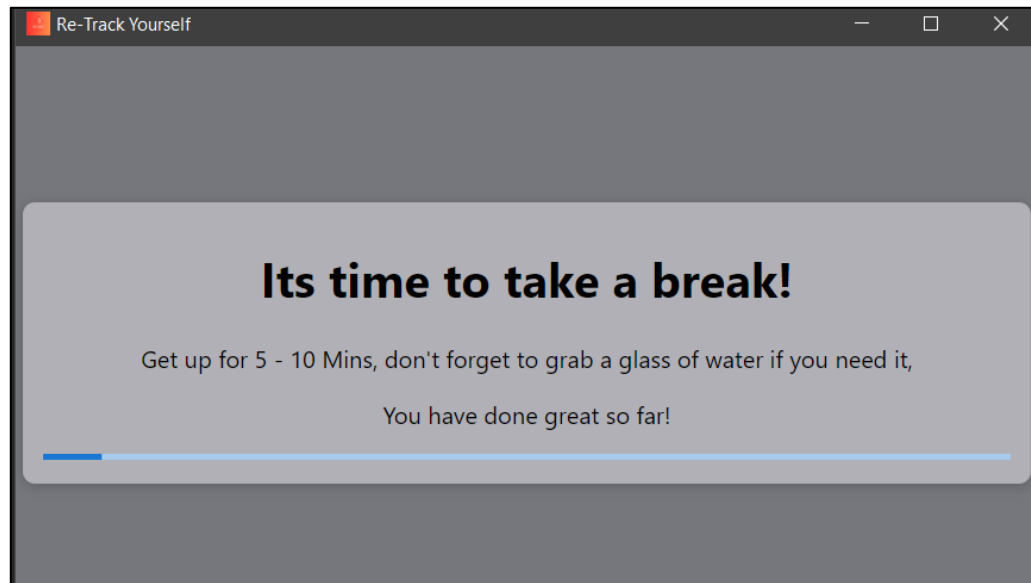 Re-Track Yourself
Its time to take a break!
Get up for 5 - 10 Mins, don't forget to grab a glass of water if you need it,
You have done great so far!